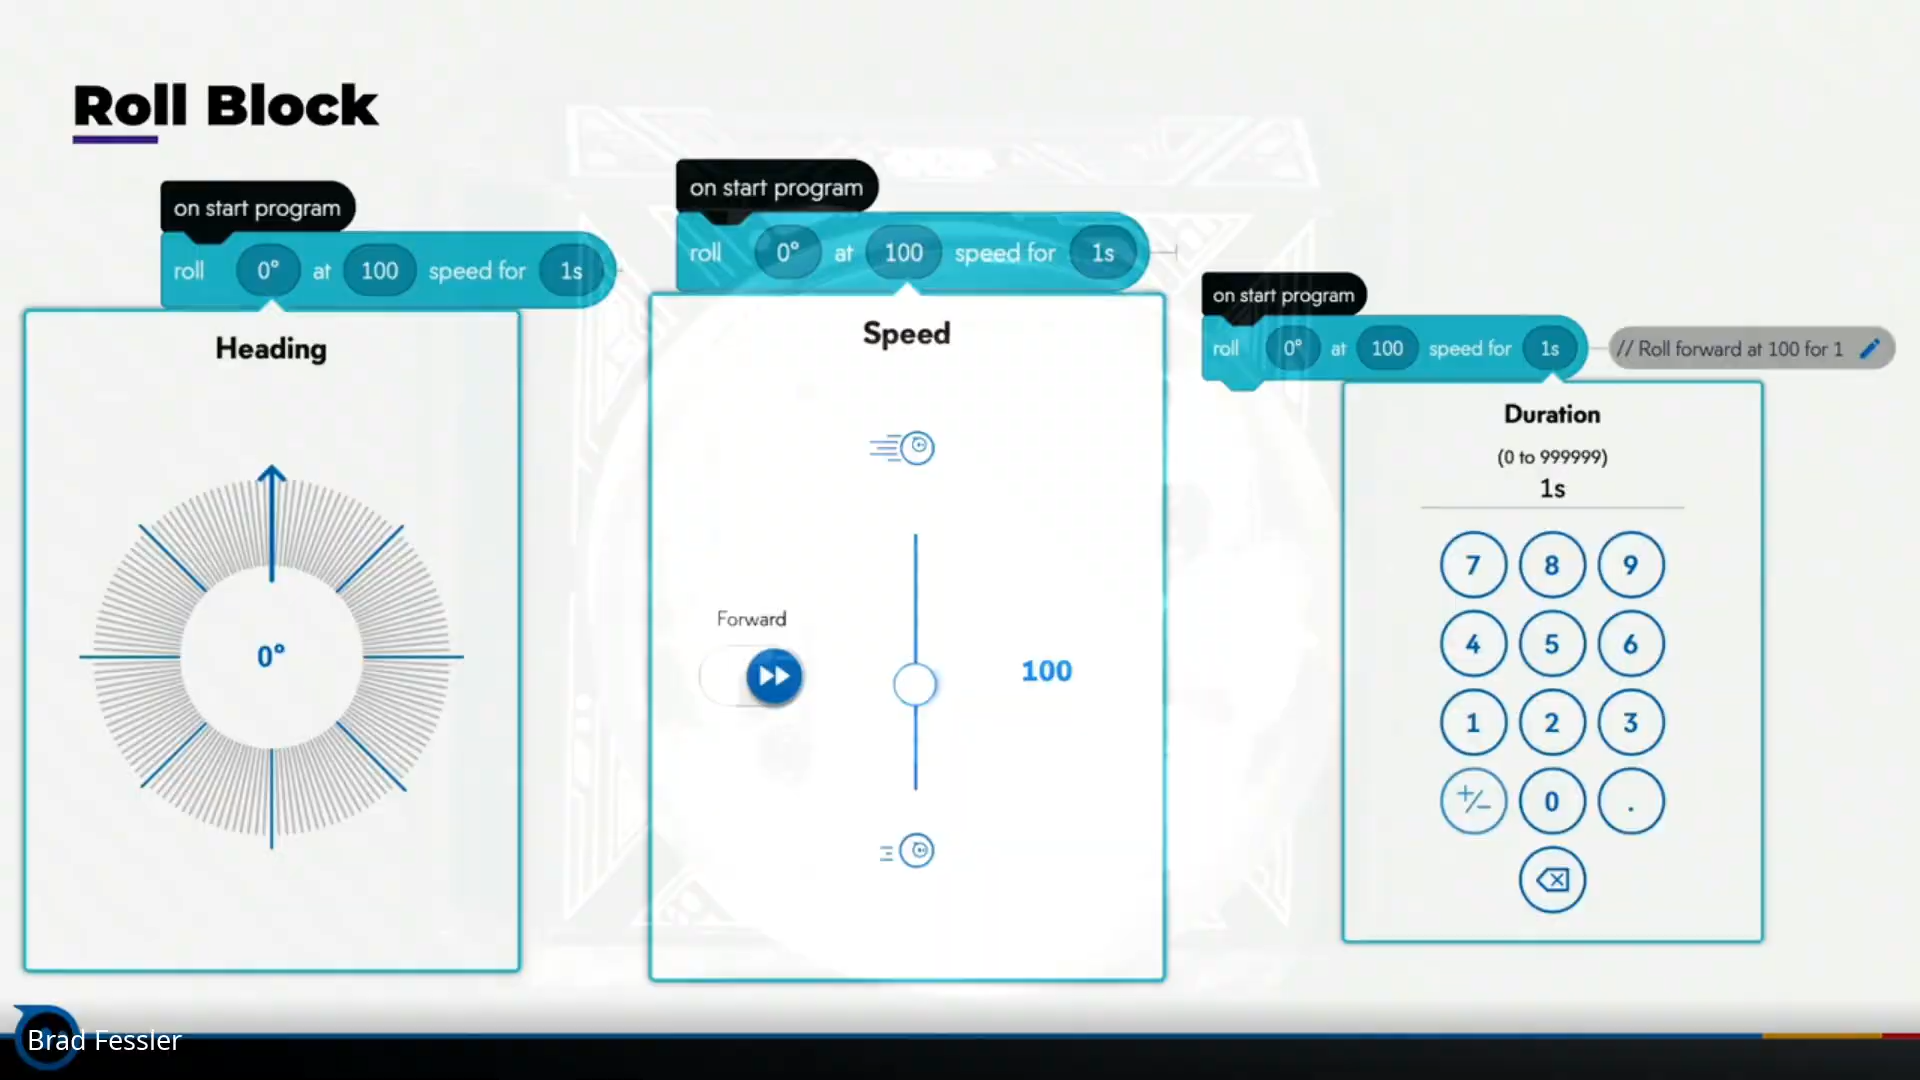 Roll Block
on start program
roll 0° at 100 speed for 1s
Heading
0°
on start program
roll 0° at 100 speed for 1s
Speed
Forward
100
on start program
roll 0° at 100 speed for 1s // Roll forward at 100 for 1
Duration
(0 to 999999)
1s
7 8 9
4 5 6
1 2 3
+/- 0 .
Brad Fessler